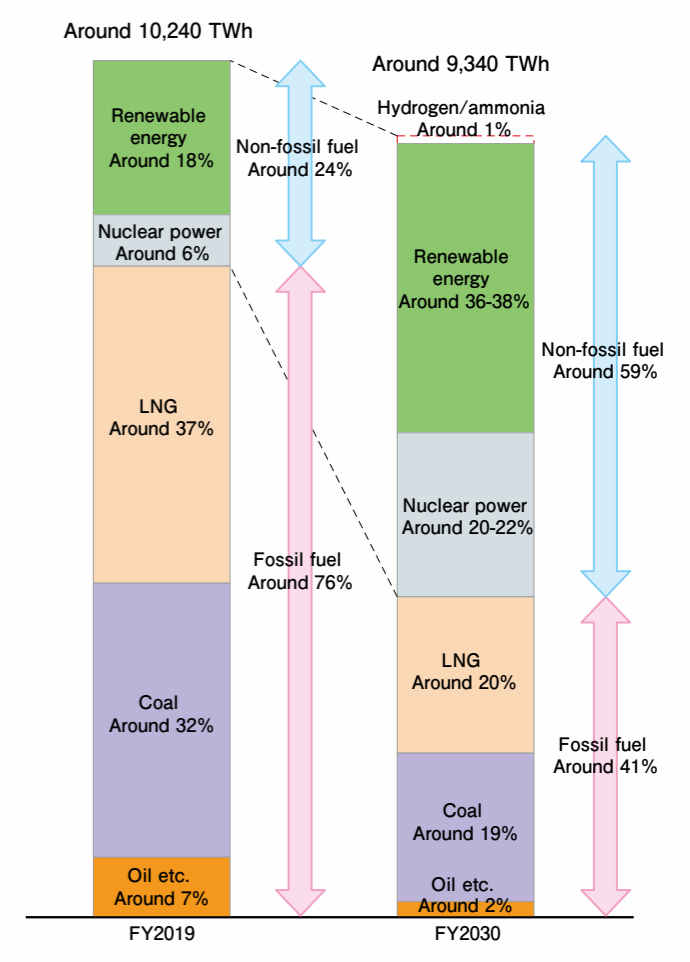 Around 10,240 TWh
Renewable
energy
Around 18%
Nuclear power
Around 6%
LNG
Around 37%
Coal
Around 32%
Oil etc.
Around 7%
FY2019
Non-fossil fuel
Around 24%
Fossil fuel
Around 76%
Around 9,340 TWh
Hydrogen/ammonia
Around 1%
Renewable
energy
Around 36-38%
Nuclear power
Around 20-22%
LNG
Around 20%
Coal
Around 19%
Oil etc.
Around 2%
FY2030
Non-fossil fuel
Around 59%
Fossil fuel
Around 41%